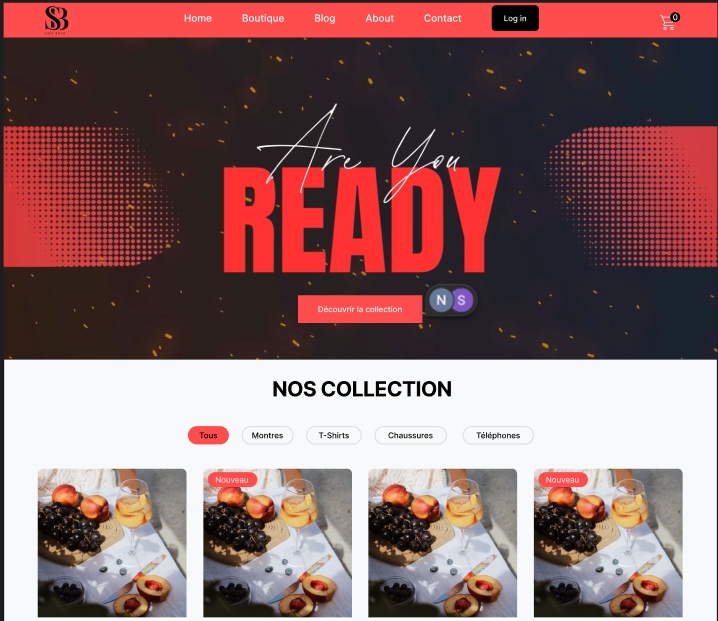 SB
Home Boutique Blog About Contact Log in 0
Are You
READY
Découvrir la collection N S
NOS COLLECTION
Tous Montres T-Shirts Chaussures Téléphones
Nouveau Nouveau